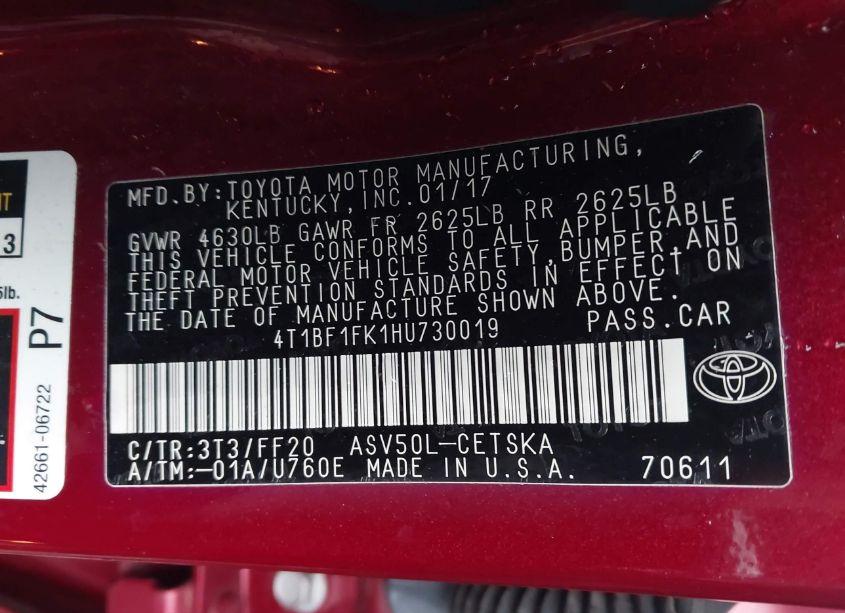 MFD.BY:TOYOTA MOTOR MANUFACTURING,
KENTUCKY, INC. 01/17
GVWR 4630LB GAWR FR 2625LB RR 2625LB
THIS VEHICLE CONFORMS TO ALL APPLICABLE
FEDERAL MOTOR VEHICLE SAFETY, BUMPER, AND
THEFT PREVENTION STANDARDS IN EFFECT ON
THE DATE OF MANUFACTURE SHOWN ABOVE.
4T1BF1FK1HU730019 PASS.CAR
C/TR:3T3/FF20 ASV50L-CETSKA
A/TM:-01A/U760E MADE IN U.S.A. 70611
P7
42661-06722